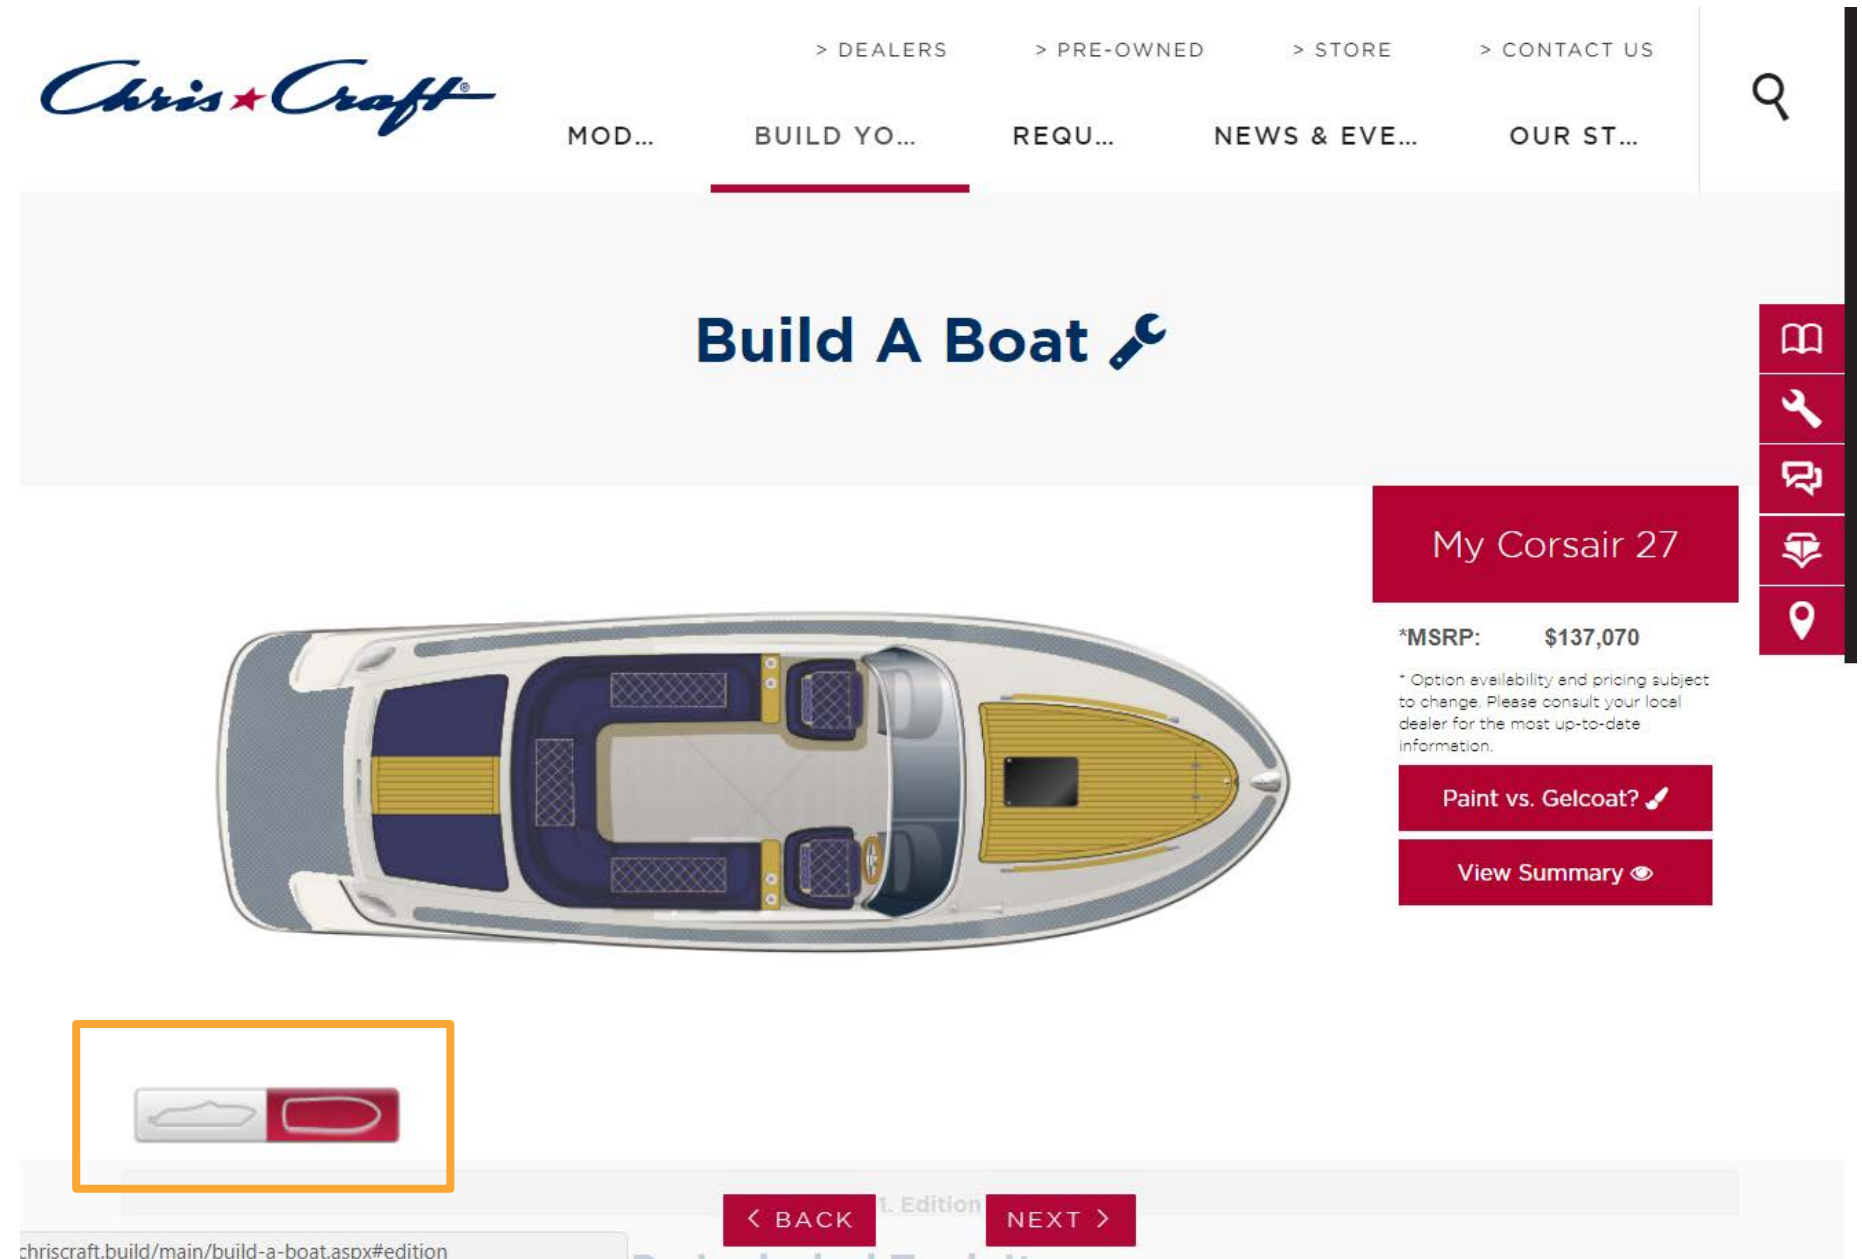 > DEALERS > PRE-OWNED > STORE > CONTACT US
Chris Craft®
MOD... BUILD YO... REQU... NEWS & EVE... OUR ST...
Build A Boat
My Corsair 27
*MSRP: $137,070
* Option availability and pricing subject
to change. Please consult your local
dealer for the most up-to-date
information.
Paint vs. Gelcoat?
View Summary
1. Edition
< BACK NEXT >
chriscraft.build/main/build-a-boat.aspx#edition